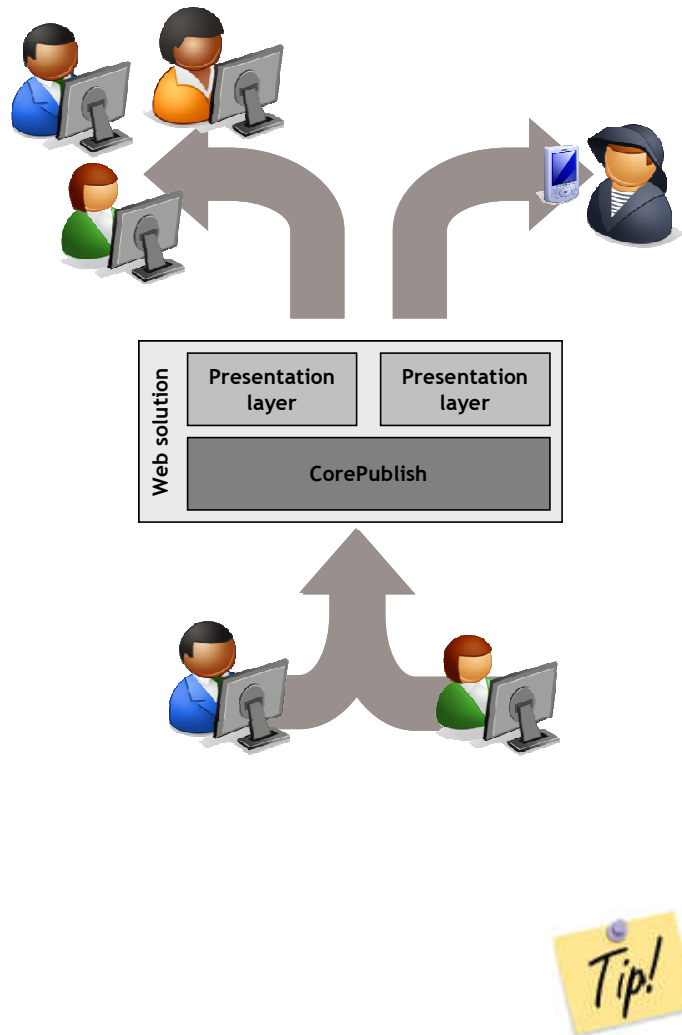 Web solution
Presentation
layer
Presentation
layer
CorePublish
Tip!